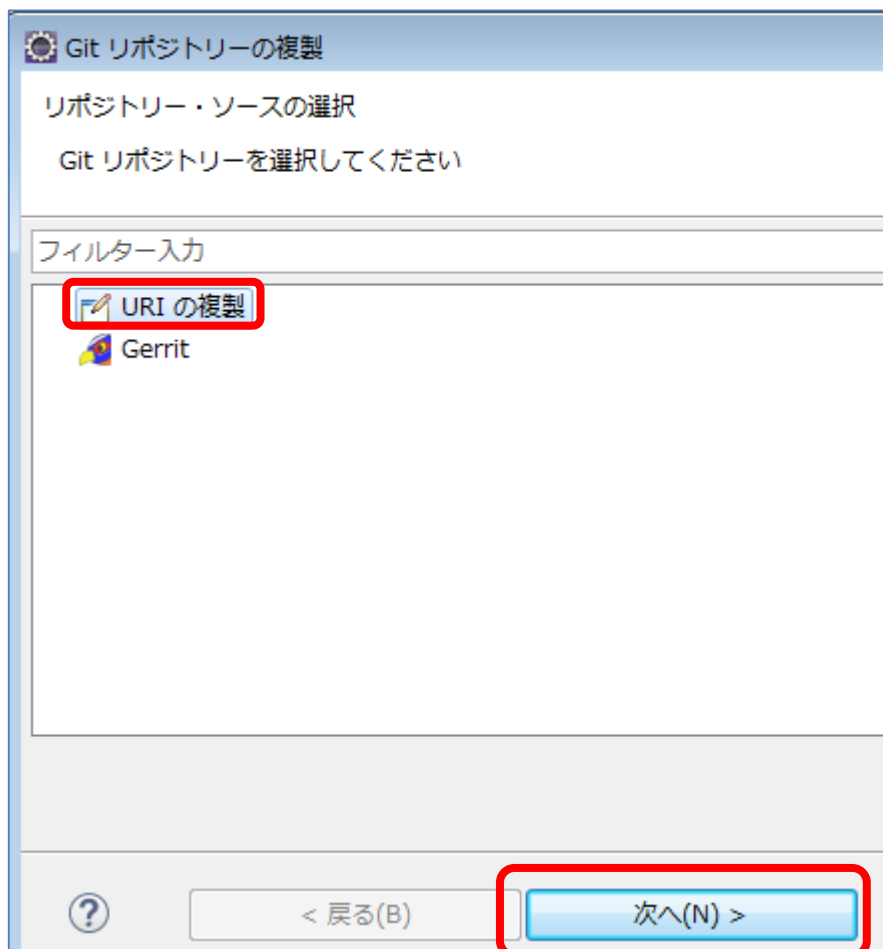 Git リポジトリーの複製
リポジトリー・ソースの選択
Git リポジトリーを選択してください
フィルター入力
URI の複製
Gerrit
?
< 戻る(B)
次へ(N) >